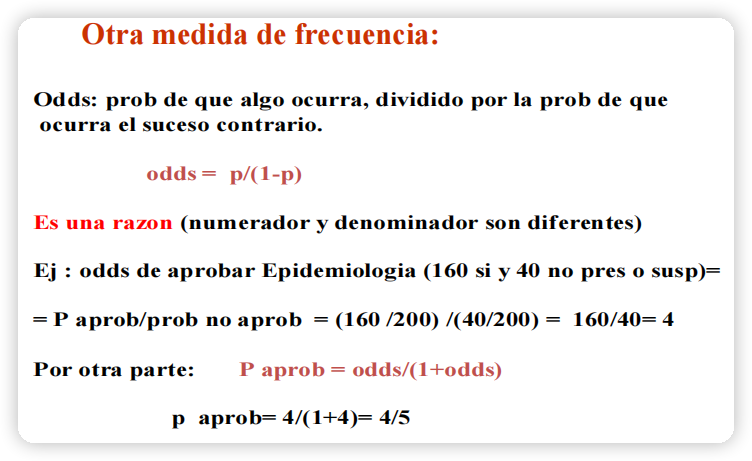 Otra medida de frecuencia:
Odds: prob de que algo ocurra, dividido por la prob de que
ocurra el suceso contrario.
odds = p/(1-p)
Es una razon (numerador y denominador son diferentes)
Ej : odds de aprobar Epidemiologia (160 si y 40 no pres o susp)=
= P aprob/prob no aprob = (160 /200) /(40/200) = 160/40= 4
Por otra parte: P aprob = odds/(1+odds)
p aprob= 4/(1+4)= 4/5